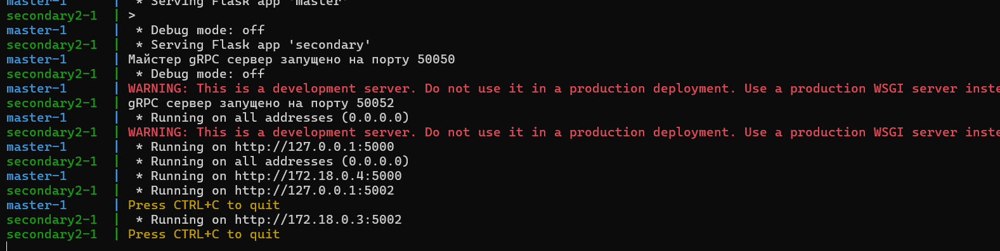 master-1 | * Serving Flask app 'master'
secondary2-1 | >
master-1 | * Debug mode: off
secondary2-1 | * Serving Flask app 'secondary'
master-1 | Майстер gRPC сервер запущено на порту 50050
secondary2-1 | * Debug mode: off
master-1 | WARNING: This is a development server. Do not use it in a production deployment. Use a production WSGI server inste
secondary2-1 | gRPC сервер запущено на порту 50052
master-1 | * Running on all addresses (0.0.0.0)
secondary2-1 | WARNING: This is a development server. Do not use it in a production deployment. Use a production WSGI server inste
master-1 | * Running on http://127.0.0.1:5000
secondary2-1 | * Running on all addresses (0.0.0.0)
master-1 | * Running on http://172.18.0.4:5000
secondary2-1 | * Running on http://127.0.0.1:5002
master-1 | Press CTRL+C to quit
secondary2-1 | * Running on http://172.18.0.3:5002
secondary2-1 | Press CTRL+C to quit